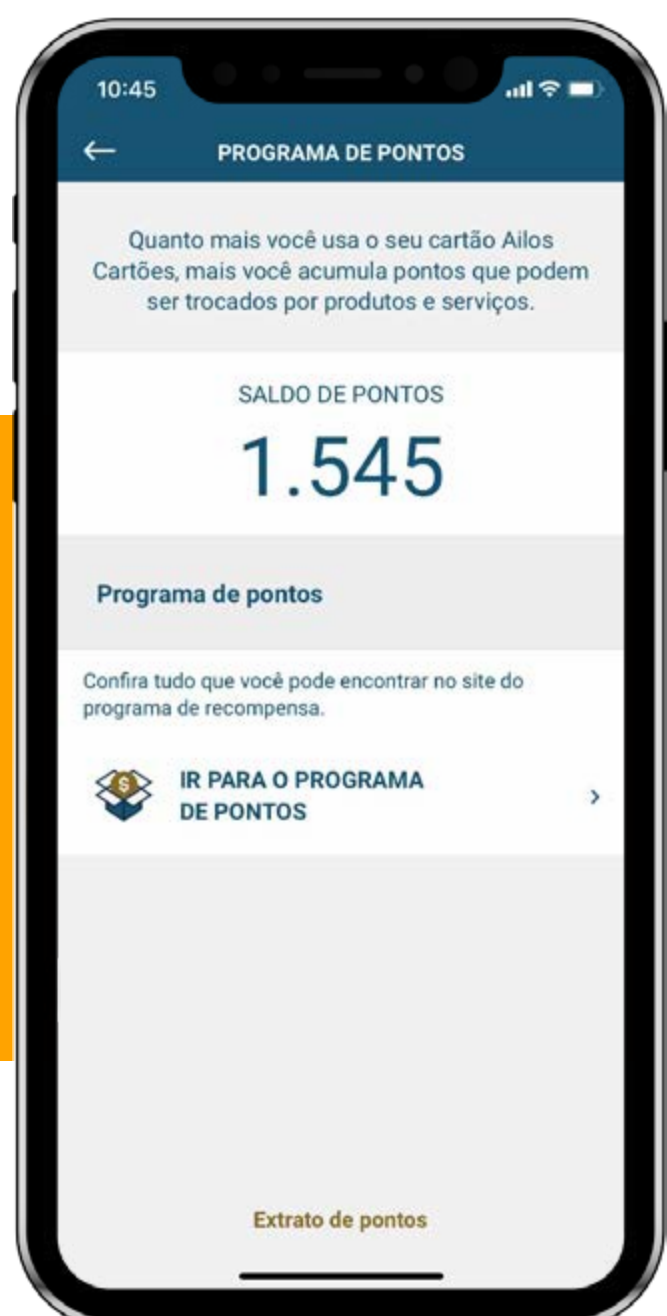 10:45
PROGRAMA DE PONTOS
Quanto mais você usa o seu cartão Ailos
Cartões, mais você acumula pontos que podem
ser trocados por produtos e serviços.
SALDO DE PONTOS
1.545
Programa de pontos
Confira tudo que você pode encontrar no site do
programa de recompensa.
$
IR PARA O PROGRAMA
DE PONTOS
Extrato de pontos